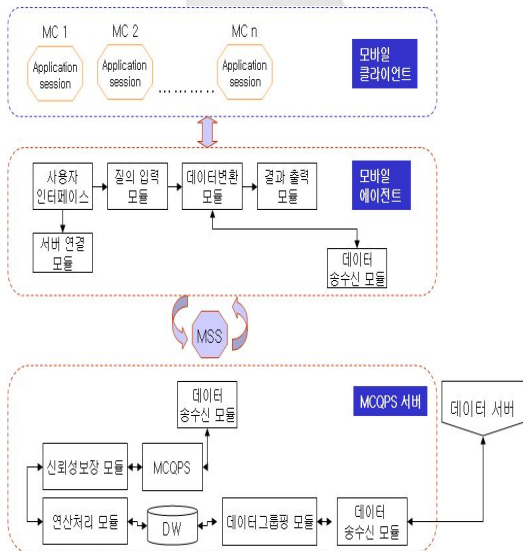 MC 1 MC 2 MC n
Application
session
Application
session
Application
session
...........
모바일
클라이언트
사용자
인터페이스
질의 입력
모듈
데이터변환
모듈
결과 출력
모듈
모바일
에이전트
서버 연결
모듈
데이터
송수신 모듈
MSS
데이터
송수신 모듈
MCQPS 서버
데이터 서버
신뢰성보장 모듈
MCQPS
연산처리 모듈
DW
데이터그룹핑 모듈
데이터
송수신 모듈